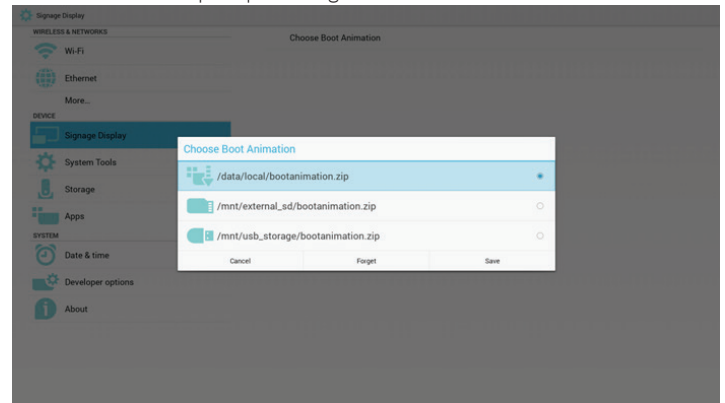 Signage Display
WIRELESS & NETWORKS
Wi-Fi
Ethernet
More...
DEVICE
Signage Display
System Tools
Storage
Apps
SYSTEM
Date & time
Developer options
About
Choose Boot Animation
Choose Boot Animation
/data/local/bootanimation.zip
/mnt/external_sd/bootanimation.zip
/mnt/usb_storage/bootanimation.zip
Cancel Forget Save